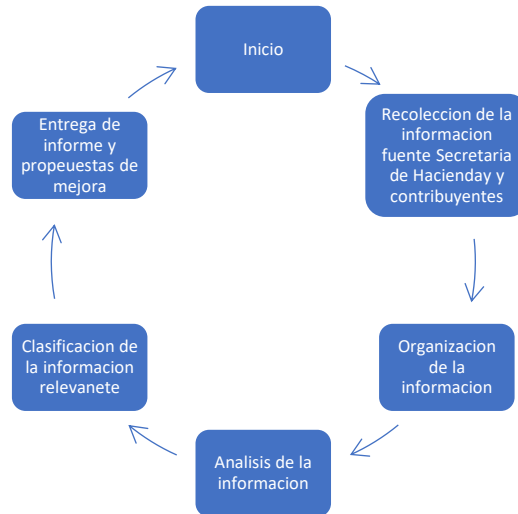 Inicio
Recoleccion de la
informacion
fuente Secretaria
de Hacienday y
contribuyentes
Organizacion
de la
informacion
Analisis de la
informacion
Clasificacion de
la informacion
relevanete
Entrega de
informe y
propeuestas de
mejora